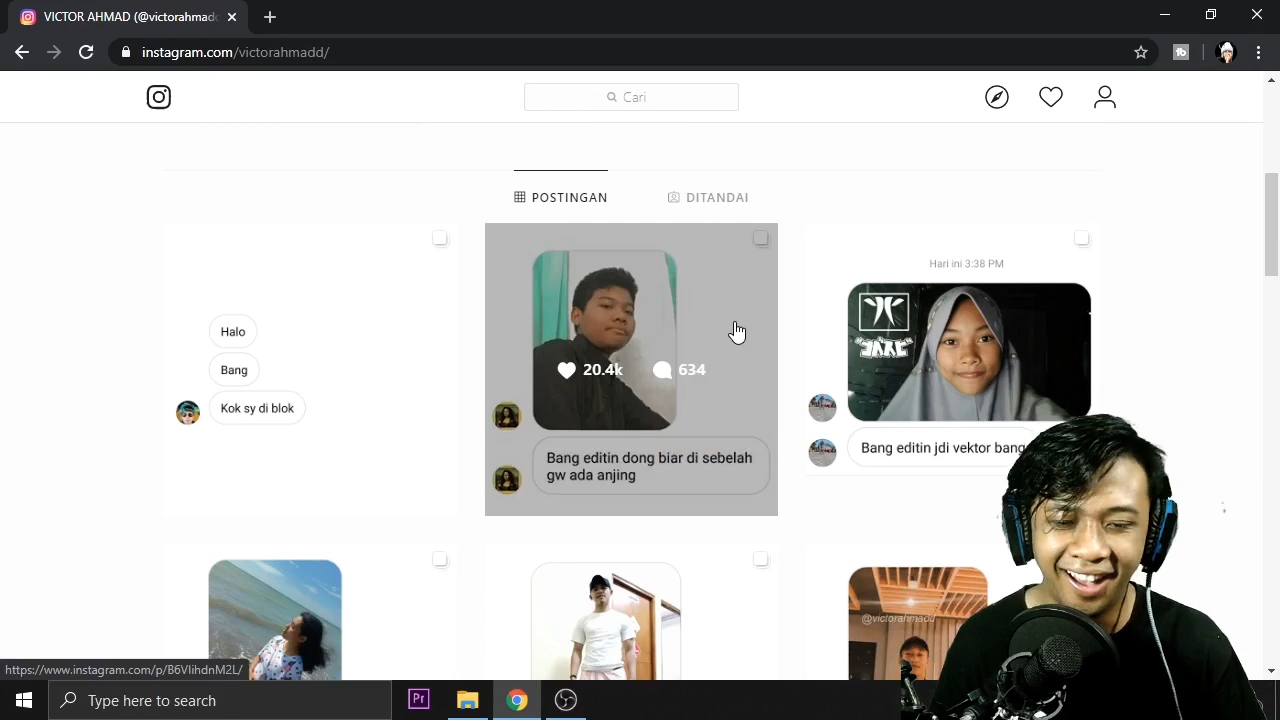 VICTOR AHMAD (@victorahmadd
instagram.com/victorahmadd/
Cari
POSTINGAN
DITANDAI
Halo
Bang
Kok sy di blok
20.4k
634
Bang editin dong biar di sebelah
gw ada anjing
Hari ini 3:38 PM
Bang editin jdi vektor bang
@victorahmadd
https://www.instagram.com/p/B6VlihdnM2L/
Pr
Type here to search